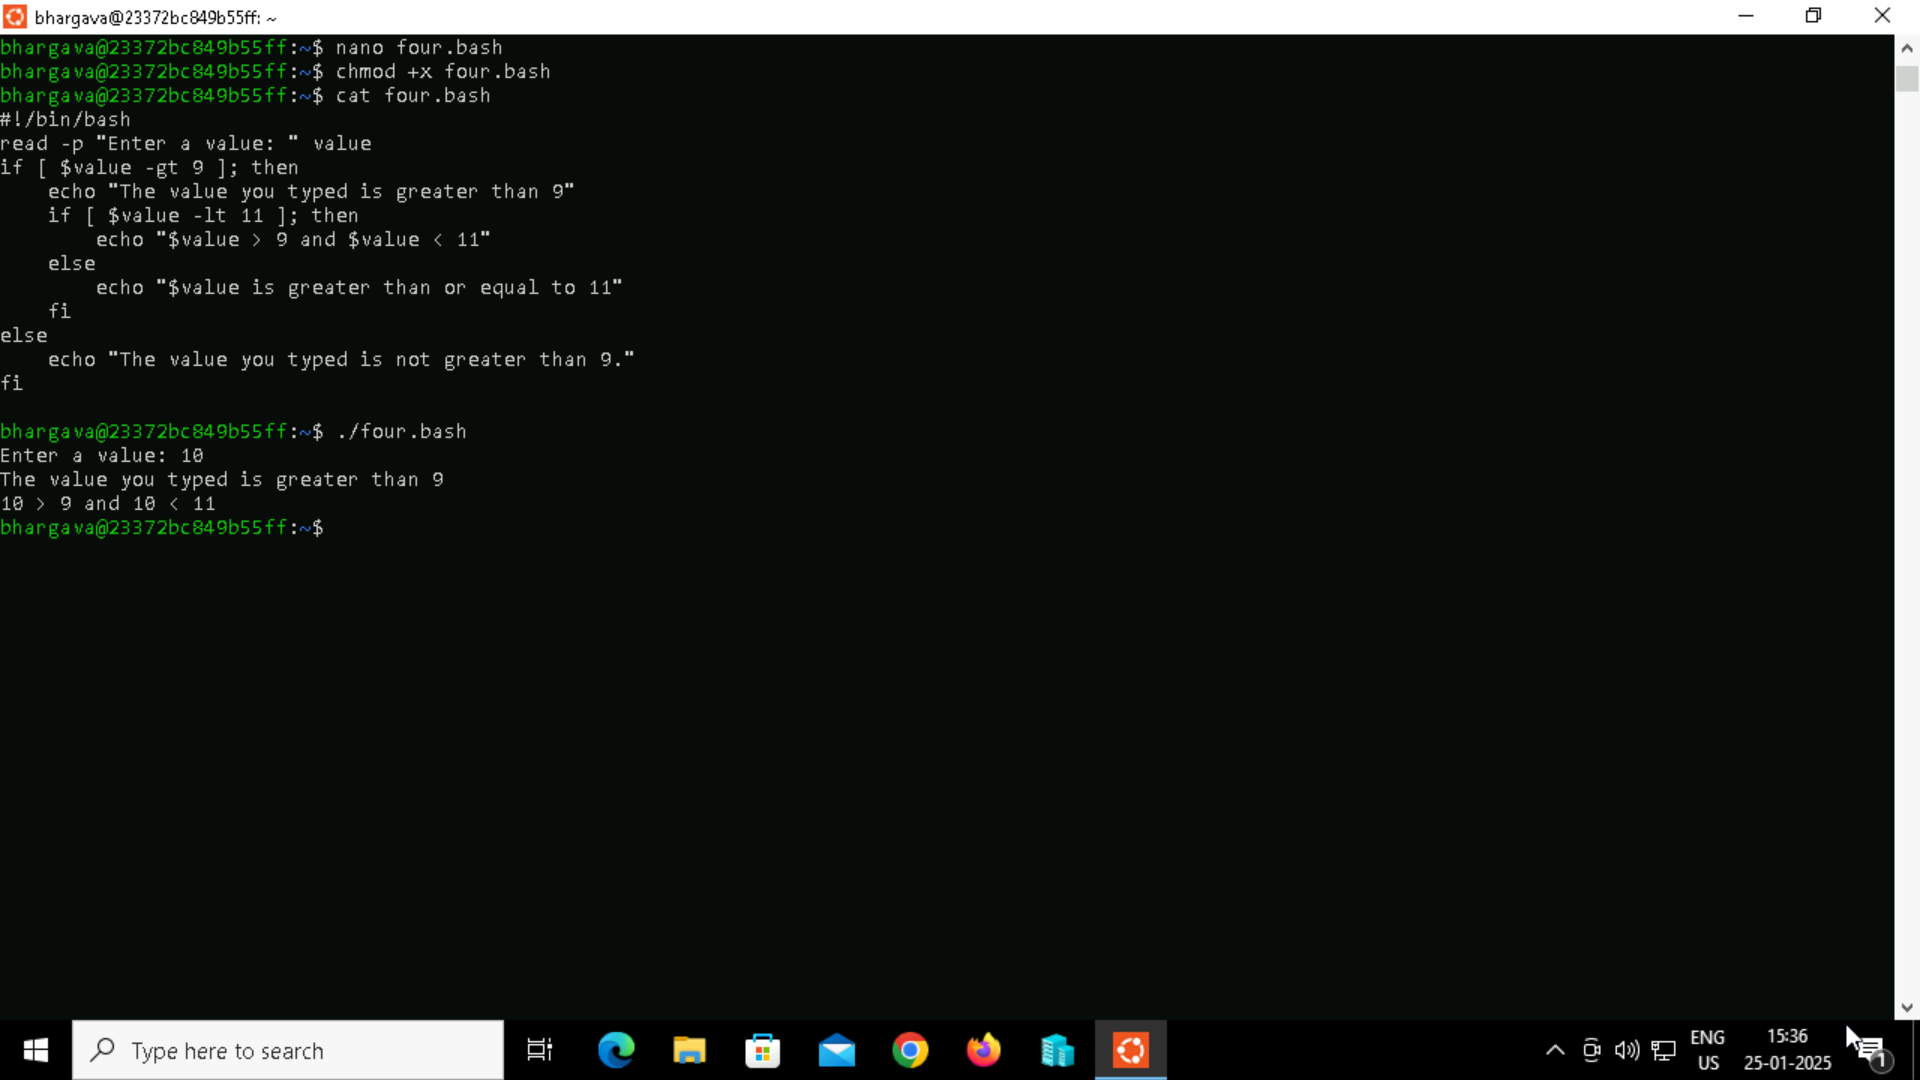 bhargava@23372bc849b55ff: ~
bhargava@23372bc849b55ff:~$ nano four.bash
bhargava@23372bc849b55ff:~$ chmod +x four.bash
bhargava@23372bc849b55ff:~$ cat four.bash
#!/bin/bash
read -p "Enter a value: " value
if [ $value -gt 9 ]; then
    echo "The value you typed is greater than 9"
    if [ $value -lt 11 ]; then
        echo "$value > 9 and $value < 11"
    else
        echo "$value is greater than or equal to 11"
    fi
else
    echo "The value you typed is not greater than 9."
fi
bhargava@23372bc849b55ff:~$ ./four.bash
Enter a value: 10
The value you typed is greater than 9
10 > 9 and 10 < 11
bhargava@23372bc849b55ff:~$
Type here to search
ENG
US
15:36
25-01-2025
1